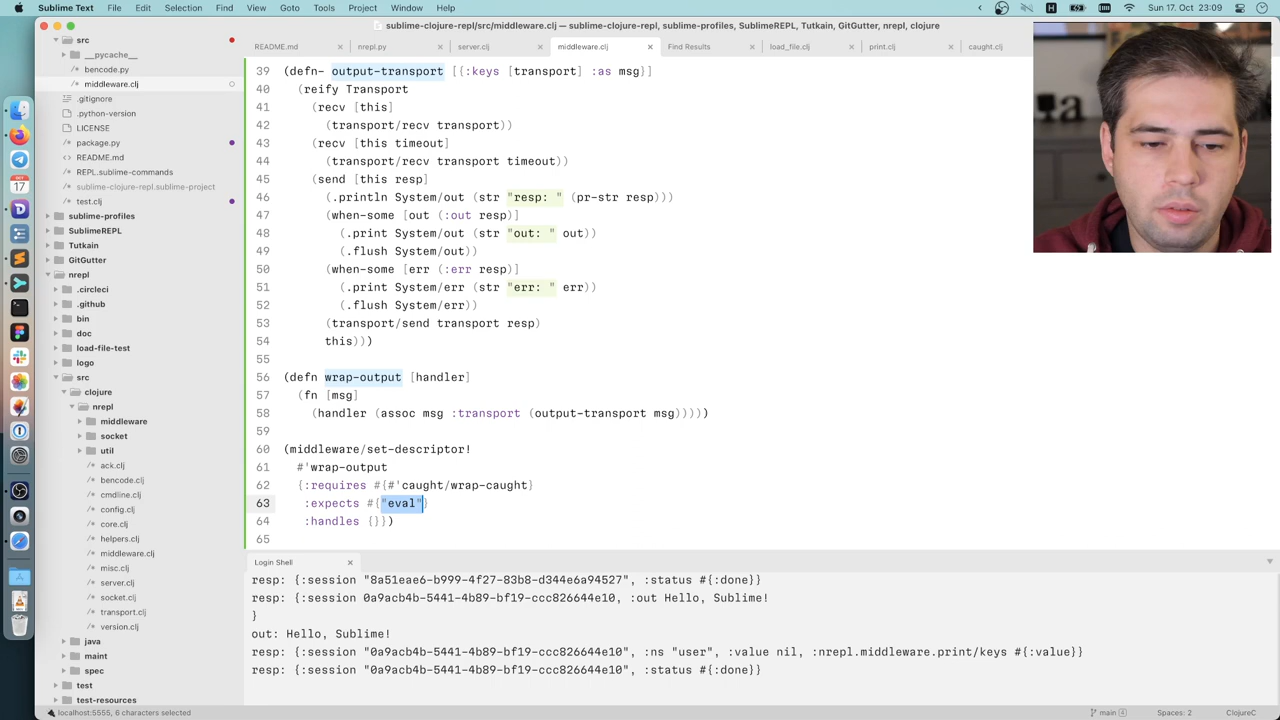 Sublime Text File Edit Selection Find View Goto Tools Project Window Help
Sun 17. Oct 23:09
sublime-clojure-repl/src/middleware.clj — sublime-clojure-repl, sublime-profiles, SublimeREPL, Tutkain, GitGutter, nrepl, clojure
src
__pycache__
bencode.py
middleware.clj
.gitignore
.python-version
LICENSE
package.py
README.md
REPL.sublime-commands
sublime-clojure-repl.sublime-project
test.clj
sublime-profiles
SublimeREPL
Tutkain
GitGutter
nrepl
.circleci
.github
bin
doc
load-file-test
logo
src
clojure
nrepl
middleware
socket
util
ack.clj
bencode.clj
cmdline.clj
config.clj
core.clj
helpers.clj
middleware.clj
misc.clj
server.clj
socket.clj
transport.clj
version.clj
java
maint
spec
test
test-resources
README.md nrepl.py server.clj middleware.clj Find Results load_file.clj print.clj caught.clj
39 (defn- output-transport [{:keys [transport] :as msg}]
40 (reify Transport
41 (recv [this]
42 (transport/recv transport))
43 (recv [this timeout]
44 (transport/recv transport timeout))
45 (send [this resp]
46 (.println System/out (str "resp: " (pr-str resp)))
47 (when-some [out (:out resp)]
48 (.print System/out (str "out: " out))
49 (.flush System/out))
50 (when-some [err (:err resp)]
51 (.print System/err (str "err: " err))
52 (.flush System/err))
53 (transport/send transport resp)
54 this)))
55
56 (defn wrap-output [handler]
57 (fn [msg]
58 (handler (assoc msg :transport (output-transport msg)))))
59
60 (middleware/set-descriptor!
61 #'wrap-output
62 {:requires #{#'caught/wrap-caught}
63 :expects #{"eval"}
64 :handles {}})
65
Login Shell
resp: {:session "8a51eae6-b999-4f27-83b8-d344e6a94527", :status #{:done}}
resp: {:session 0a9acb4b-5441-4b89-bf19-ccc826644e10, :out Hello, Sublime!
}
out: Hello, Sublime!
resp: {:session "0a9acb4b-5441-4b89-bf19-ccc826644e10", :ns "user", :value nil, :nrepl.middleware.print/keys #{:value}}
resp: {:session "0a9acb4b-5441-4b89-bf19-ccc826644e10", :status #{:done}}
localhost:5555, 6 characters selected
main 4
Spaces: 2
ClojureC